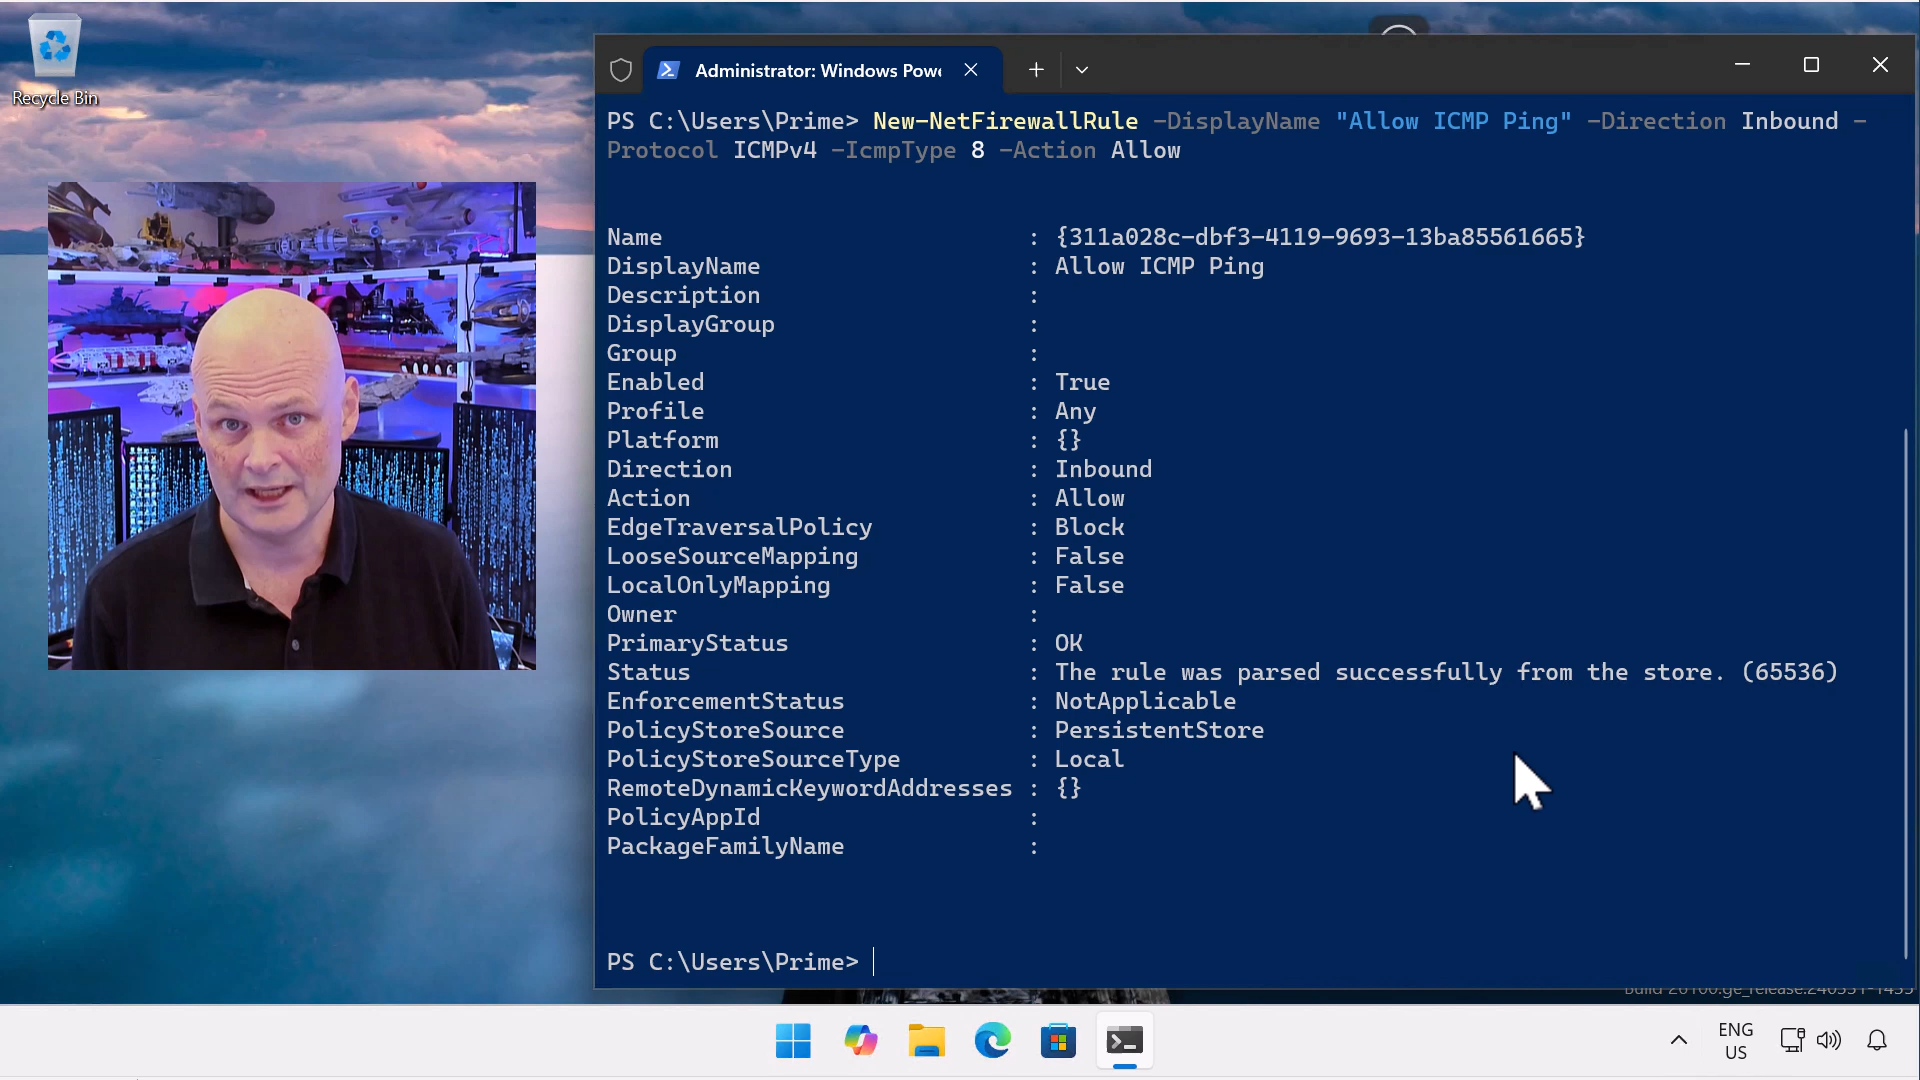 Recycle Bin
Administrator: Windows Pow
PS C:\Users\Prime> New-NetFirewallRule -DisplayName "Allow ICMP Ping" -Direction Inbound -
Protocol ICMPv4 -IcmpType 8 -Action Allow
Name : {311a028c-dbf3-4119-9693-13ba85561665}
DisplayName : Allow ICMP Ping
Description :
DisplayGroup :
Group :
Enabled : True
Profile : Any
Platform : {}
Direction : Inbound
Action : Allow
EdgeTraversalPolicy : Block
LooseSourceMapping : False
LocalOnlyMapping : False
Owner :
PrimaryStatus : OK
Status : The rule was parsed successfully from the store. (65536)
EnforcementStatus : NotApplicable
PolicyStoreSource : PersistentStore
PolicyStoreSourceType : Local
RemoteDynamicKeywordAddresses : {}
PolicyAppId :
PackageFamilyName :
PS C:\Users\Prime>
ENG
US